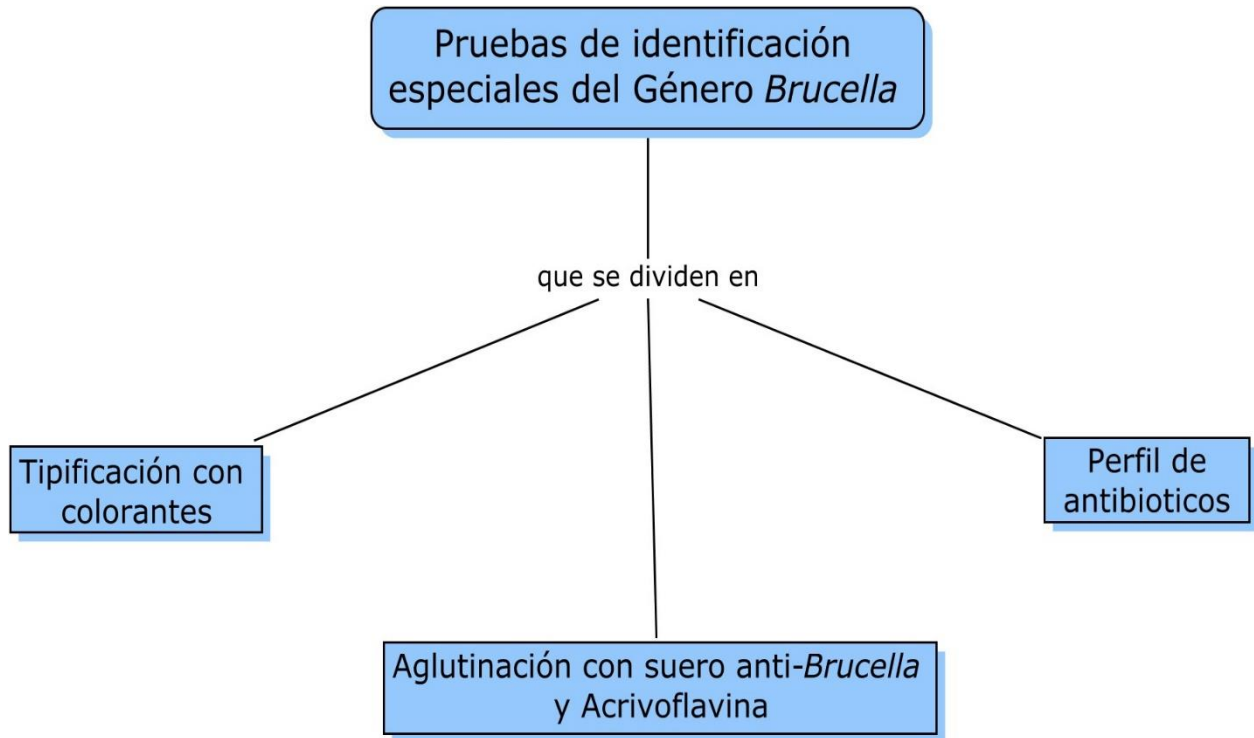 Pruebas de identificación
especiales del Género Brucella
que se dividen en
Tipificación con
colorantes
Perfil de
antibioticos
Aglutinación con suero anti-Brucella
y Acrivoflavina